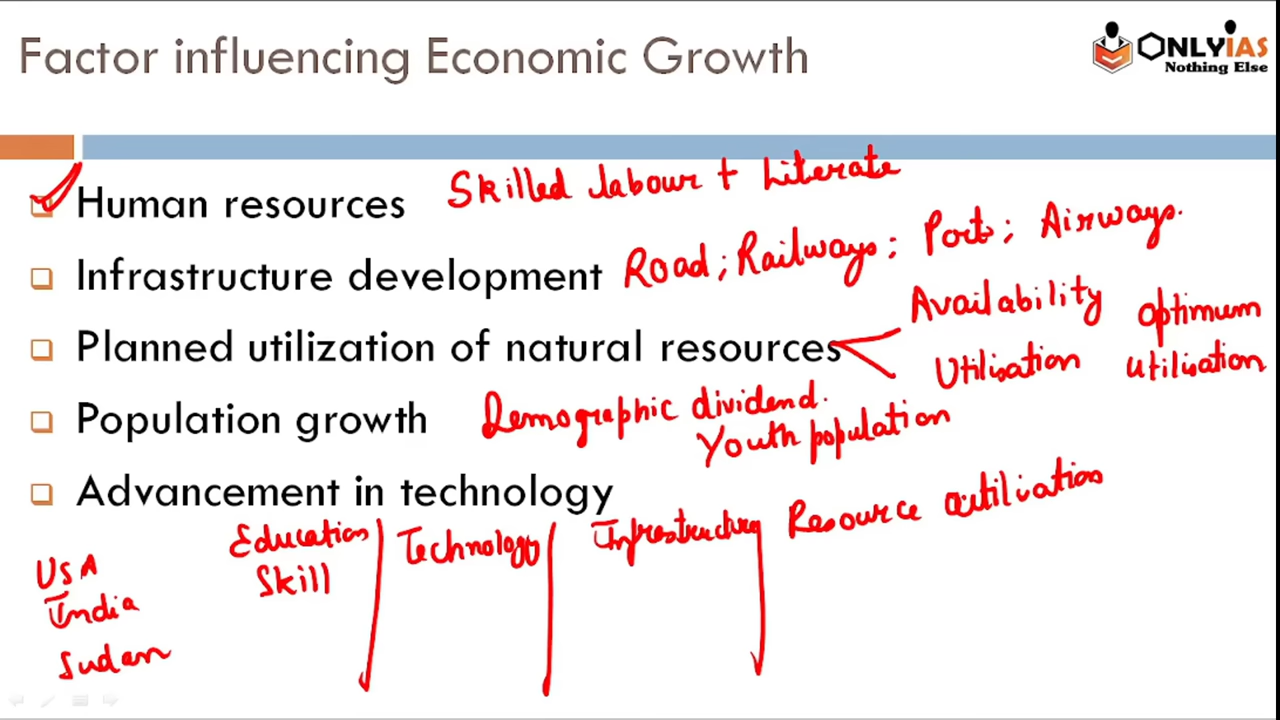 Factor influencing Economic Growth
ONLYIAS
Nothing Else
Human resources Skilled labour + Literate
Infrastructure development Road; Railways; Ports; Airways.
Planned utilization of natural resources Availability optimum
Utilisation utilisation
Population growth Demographic dividend.
Youth population
Advancement in technology
Education Technology Infrastructure Resource utilisation
Skill
USA
India
Sudan